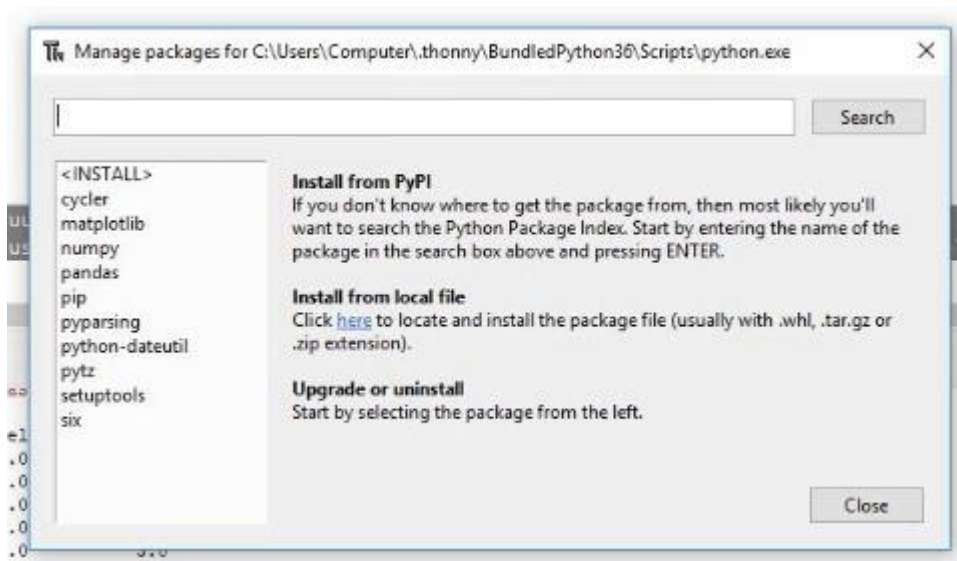 Manage packages for C:\Users\Computer\.thonny\BundledPython36\Scripts\python.exe
Search
<INSTALL>
cycler
matplotlib
numpy
pandas
pip
pyparsing
python-dateutil
pytz
setuptools
six
Install from PyPI
If you don't know where to get the package from, then most likely you'll
want to search the Python Package Index. Start by entering the name of the
package in the search box above and pressing ENTER.
Install from local file
Click here to locate and install the package file (usually with .whl, .tar.gz or
.zip extension).
Upgrade or uninstall
Start by selecting the package from the left.
Close